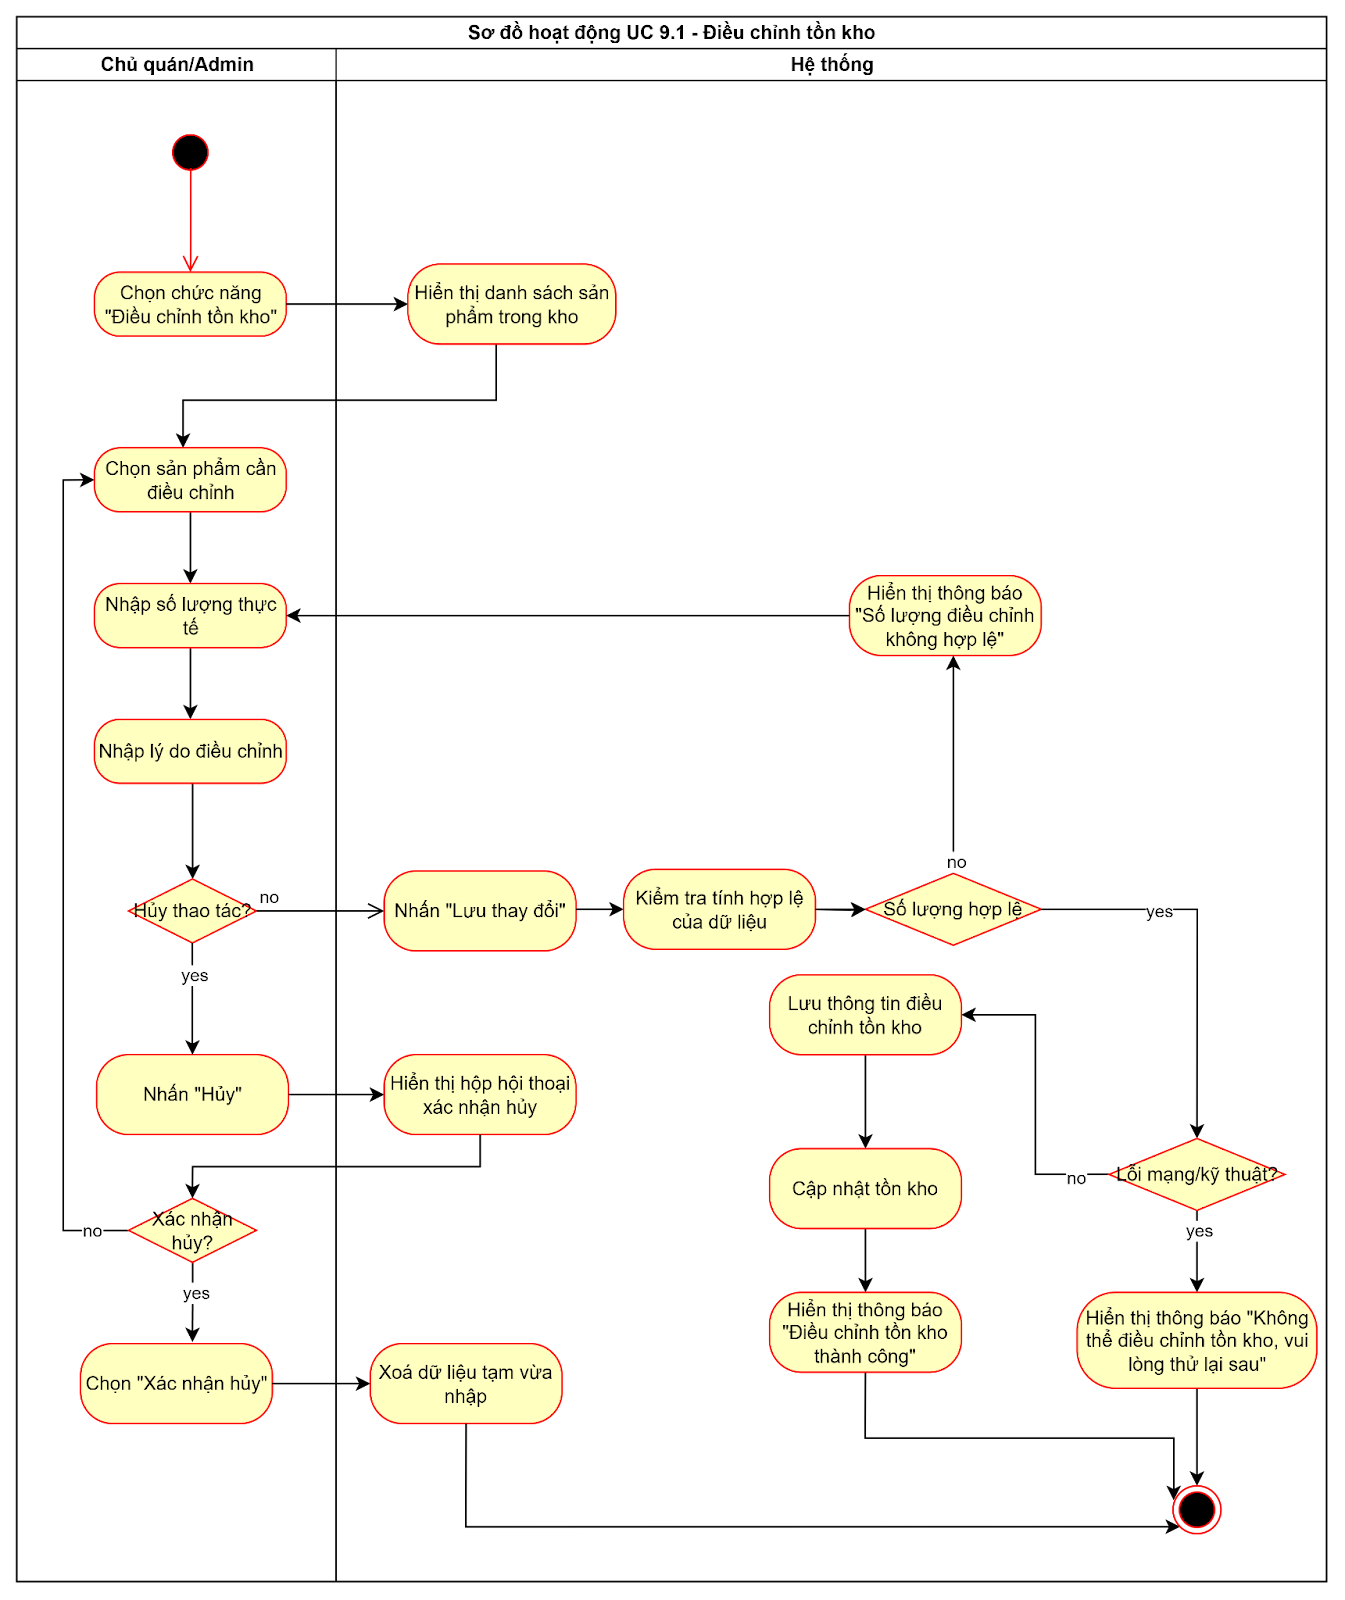 Sơ đồ hoạt động UC 9.1 - Điều chỉnh tồn kho
Chủ quán/Admin
Hệ thống
Chọn chức năng
"Điều chỉnh tồn kho"
Hiển thị danh sách sản
phẩm trong kho
Chọn sản phẩm cần
điều chỉnh
Nhập số lượng thực
tế
Hiển thị thông báo
"Số lượng điều chỉnh
không hợp lệ"
Nhập lý do điều chỉnh
no
Hủy thao tác?
no
Nhấn "Lưu thay đổi"
Kiểm tra tính hợp lệ
của dữ liệu
Số lượng hợp lệ
yes
yes
Lưu thông tin điều
chỉnh tồn kho
Nhấn "Hủy"
Hiển thị hộp hội thoại
xác nhận hủy
Cập nhật tồn kho
no
Lỗi mạng/kỹ thuật?
yes
no
Xác nhận
hủy?
yes
Hiển thị thông báo
"Điều chỉnh tồn kho
thành công"
Hiển thị thông báo "Không
thể điều chỉnh tồn kho, vui
lòng thử lại sau"
Chọn "Xác nhận hủy"
Xoá dữ liệu tạm vừa
nhập